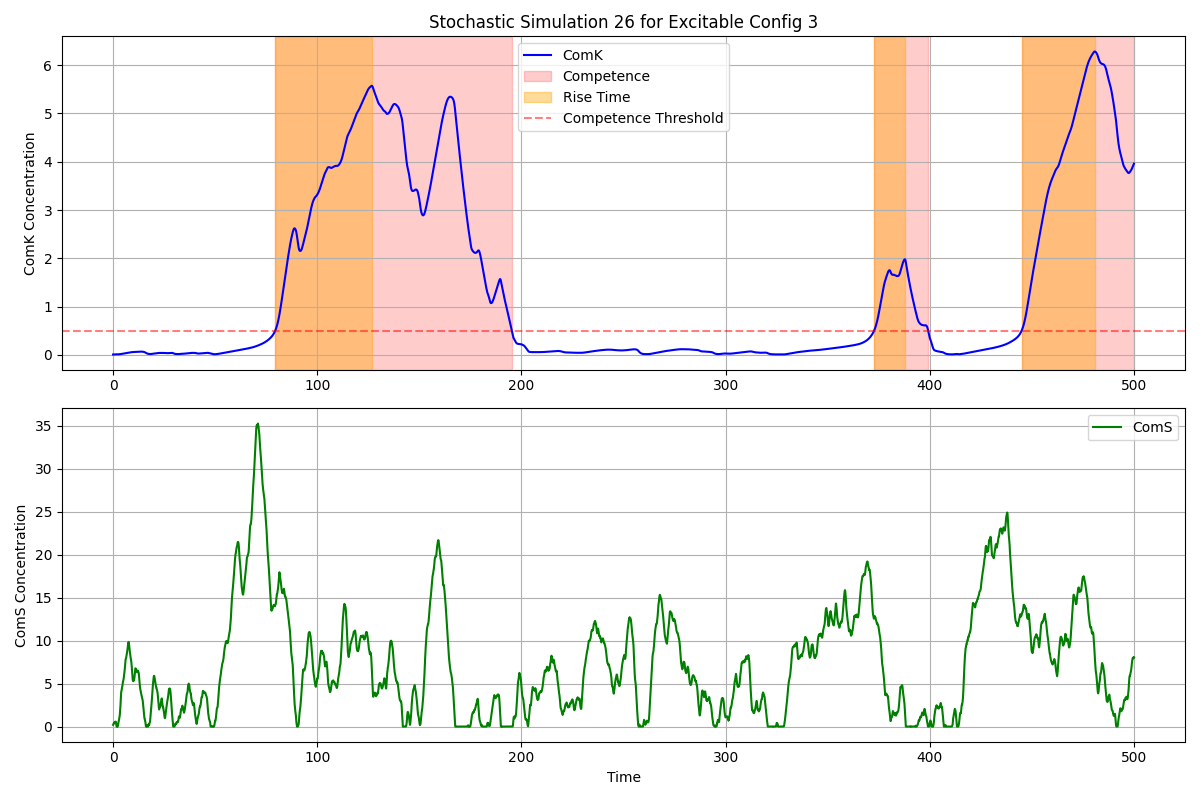 Stochastic Simulation 26 for Excitable Config 3
ComK Concentration
6
5
4
3
2
1
0
ComK
Competence
Rise Time
Competence Threshold
0 100 200 300 400 500
ComS Concentration
35
30
25
20
15
10
5
0
ComS
0 100 200 300 400 500
Time